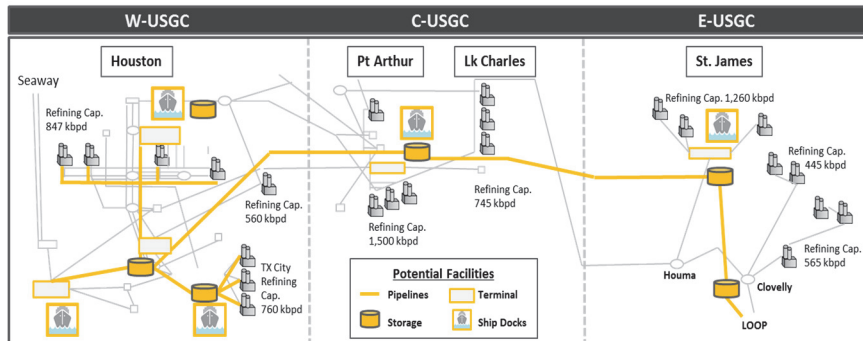 W-USGC
C-USGC
E-USGC
Houston
Pt Arthur
Lk Charles
St. James
Seaway
Refining Cap.
847 kbpd
Refining Cap.
560 kbpd
TX City
Refining
Cap.
760 kbpd
Refining Cap.
1,500 kbpd
Refining Cap.
745 kbpd
Refining Cap. 1,260 kbpd
Refining Cap.
445 kbpd
Refining Cap.
565 kbpd
Houma
Clovelly
LOOP
Potential Facilities
Pipelines
Terminal
Storage
Ship Docks